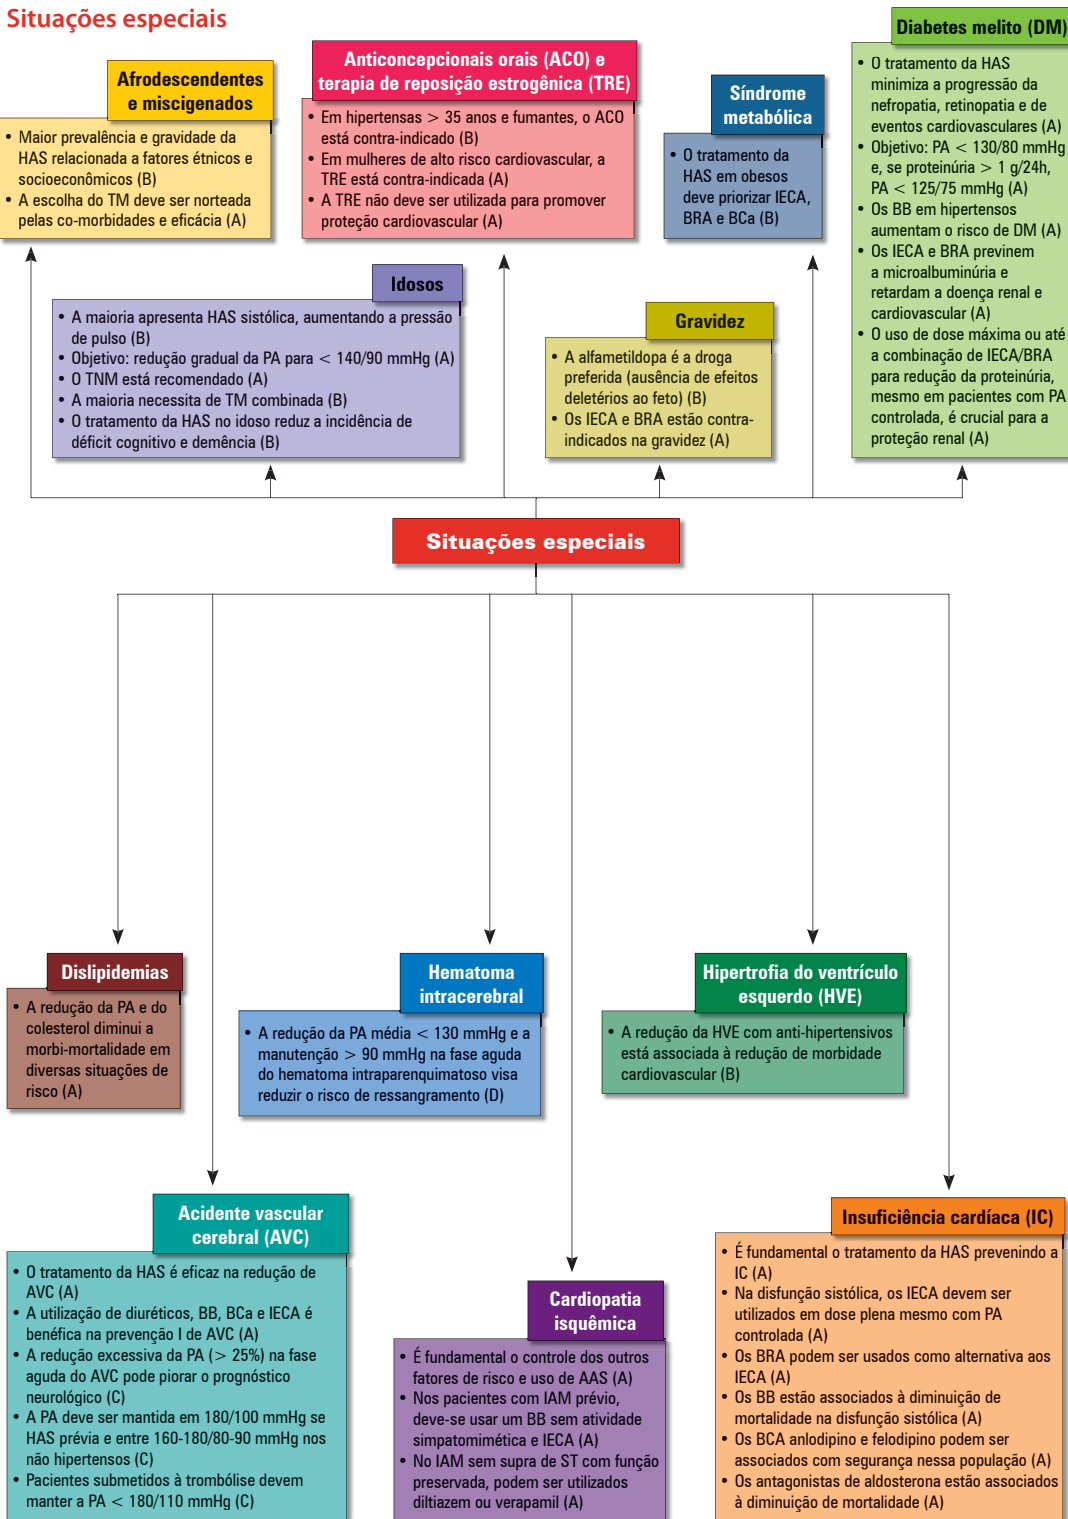 Situações especiais
Afrodescendentes
e miscigenados
• Maior prevalência e gravidade da
HAS relacionada a fatores étnicos e
socioeconômicos (B)
• A escolha do TM deve ser norteada
pelas co-morbidades e eficácia (A)
Anticoncepcionais orais (ACO) e
terapia de reposição estrogênica (TRE)
• Em hipertensas > 35 anos e fumantes, o ACO
está contra-indicado (B)
• Em mulheres de alto risco cardiovascular, a
TRE está contra-indicada (A)
• A TRE não deve ser utilizada para promover
proteção cardiovascular (A)
Síndrome
metabólica
• O tratamento da
HAS em obesos
deve priorizar IECA,
BRA e BCa (B)
Diabetes melito (DM)
• O tratamento da HAS
minimiza a progressão da
nefropatia, retinopatia e de
eventos cardiovasculares (A)
• Objetivo: PA < 130/80 mmHg
e, se proteinúria > 1 g/24h,
PA < 125/75 mmHg (A)
• Os BB em hipertensos
aumentam o risco de DM (A)
• Os IECA e BRA previnem
a microalbuminúria e
retardam a doença renal e
cardiovascular (A)
• O uso de dose máxima ou até
a combinação de IECA/BRA
para redução da proteinúria,
mesmo em pacientes com PA
controlada, é crucial para a
proteção renal (A)
Idosos
• A maioria apresenta HAS sistólica, aumentando a pressão
de pulso (B)
• Objetivo: redução gradual da PA para < 140/90 mmHg (A)
• O TNM está recomendado (A)
• A maioria necessita de TM combinada (B)
• O tratamento da HAS no idoso reduz a incidência de
déficit cognitivo e demência (B)
Gravidez
• A alfametildopa é a droga
preferida (ausência de efeitos
deletérios ao feto) (B)
• Os IECA e BRA estão contra-
indicados na gravidez (A)
Situações especiais
Dislipidemias
• A redução da PA e do
colesterol diminui a
morbi-mortalidade em
diversas situações de
risco (A)
Hematoma
intracerebral
• A redução da PA média < 130 mmHg e a
manutenção > 90 mmHg na fase aguda
do hematoma intraparenquimatoso visa
reduzir o risco de ressangramento (D)
Hipertrofia do ventrículo
esquerdo (HVE)
• A redução da HVE com anti-hipertensivos
está associada à redução de morbidade
cardiovascular (B)
Acidente vascular
cerebral (AVC)
• O tratamento da HAS é eficaz na redução de
AVC (A)
• A utilização de diuréticos, BB, BCa e IECA é
benéfica na prevenção I de AVC (A)
• A redução excessiva da PA (> 25%) na fase
aguda do AVC pode piorar o prognóstico
neurológico (C)
• A PA deve ser mantida em 180/100 mmHg se
HAS prévia e entre 160-180/80-90 mmHg nos
não hipertensos (C)
• Pacientes submetidos à trombólise devem
manter a PA < 180/110 mmHg (C)
Cardiopatia
isquêmica
• É fundamental o controle dos outros
fatores de risco e uso de AAS (A)
• Nos pacientes com IAM prévio,
deve-se usar um BB sem atividade
simpatomimética e IECA (A)
• No IAM sem supra de ST com função
preservada, podem ser utilizados
diltiazem ou verapamil (A)
Insuficiência cardíaca (IC)
• É fundamental o tratamento da HAS prevenindo a
IC (A)
• Na disfunção sistólica, os IECA devem ser
utilizados em dose plena mesmo com PA
controlada (A)
• Os BRA podem ser usados como alternativa aos
IECA (A)
• Os BB estão associados à diminuição de
mortalidade na disfunção sistólica (A)
• Os BCA anlodipino e felodipino podem ser
associados com segurança nessa população (A)
• Os antagonistas de aldosterona estão associados
à diminuição de mortalidade (A)